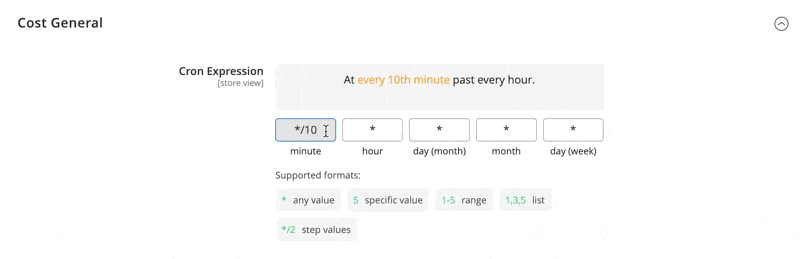 Cost General
Cron Expression
[store view]
At every 10th minute past every hour.
*/10 * * * *
minute hour day (month) month day (week)
Supported formats:
* any value 5 specific value 1-5 range 1,3,5 list
*/2 step values